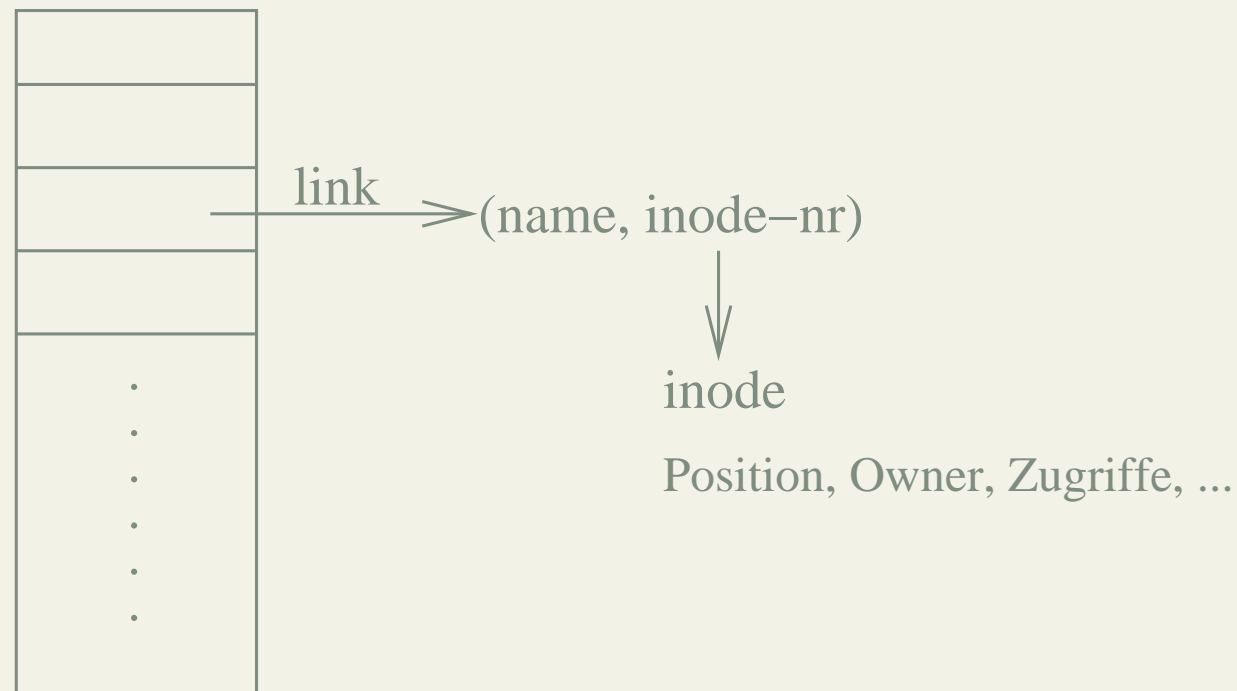 link
(name, inode−nr)
inode
Position, Owner, Zugriffe, ...